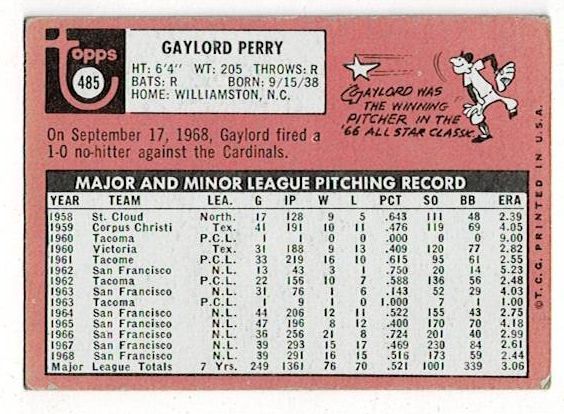 topps
485
GAYLORD PERRY
HT: 6'4" WT: 205 THROWS: R
BATS: R BORN: 9/15/38
HOME: WILLIAMSTON, N.C.
GAYLORD WAS
THE WINNING
PITCHER IN THE
'66 ALL STAR CLASSIC.
On September 17, 1968, Gaylord fired a
1-0 no-hitter against the Cardinals.
MAJOR AND MINOR LEAGUE PITCHING RECORD
YEAR TEAM LEA. G IP W L PCT SO BB ERA
1958 St. Cloud North. 17 128 9 5 .643 111 48 2.39
1959 Corpus Christi Tex. 41 191 10 11 .476 119 69 4.05
1960 Tacoma P.C.L. 1 1 0 0 .000 0 0 9.00
1960 Victoria Tex. 31 188 9 13 .409 120 77 2.82
1961 Tacome P.C.L. 33 219 16 10 .615 95 61 2.55
1962 San Francisco N.L. 13 43 3 1 .750 20 14 5.23
1962 Tacoma P.C.L. 22 156 10 7 .588 136 56 2.48
1963 San Francisco N.L. 31 76 1 6 .143 52 29 4.03
1963 Tacoma P.C.L. 1 9 1 0 1.000 7 1 1.00
1964 San Francisco N.L. 44 206 12 11 .522 155 43 2.75
1965 San Francisco N.L. 47 196 8 12 .400 170 70 4.18
1966 San Francisco N.L. 36 256 21 8 .724 201 40 2.99
1967 San Francisco N.L. 39 293 15 17 .469 230 84 2.61
1968 San Francisco N.L. 39 291 16 15 .516 173 59 2.44
Major League Totals 7 Yrs. 249 1361 76 70 .521 1001 339 3.06
© T.C.G. PRINTED IN U.S.A.